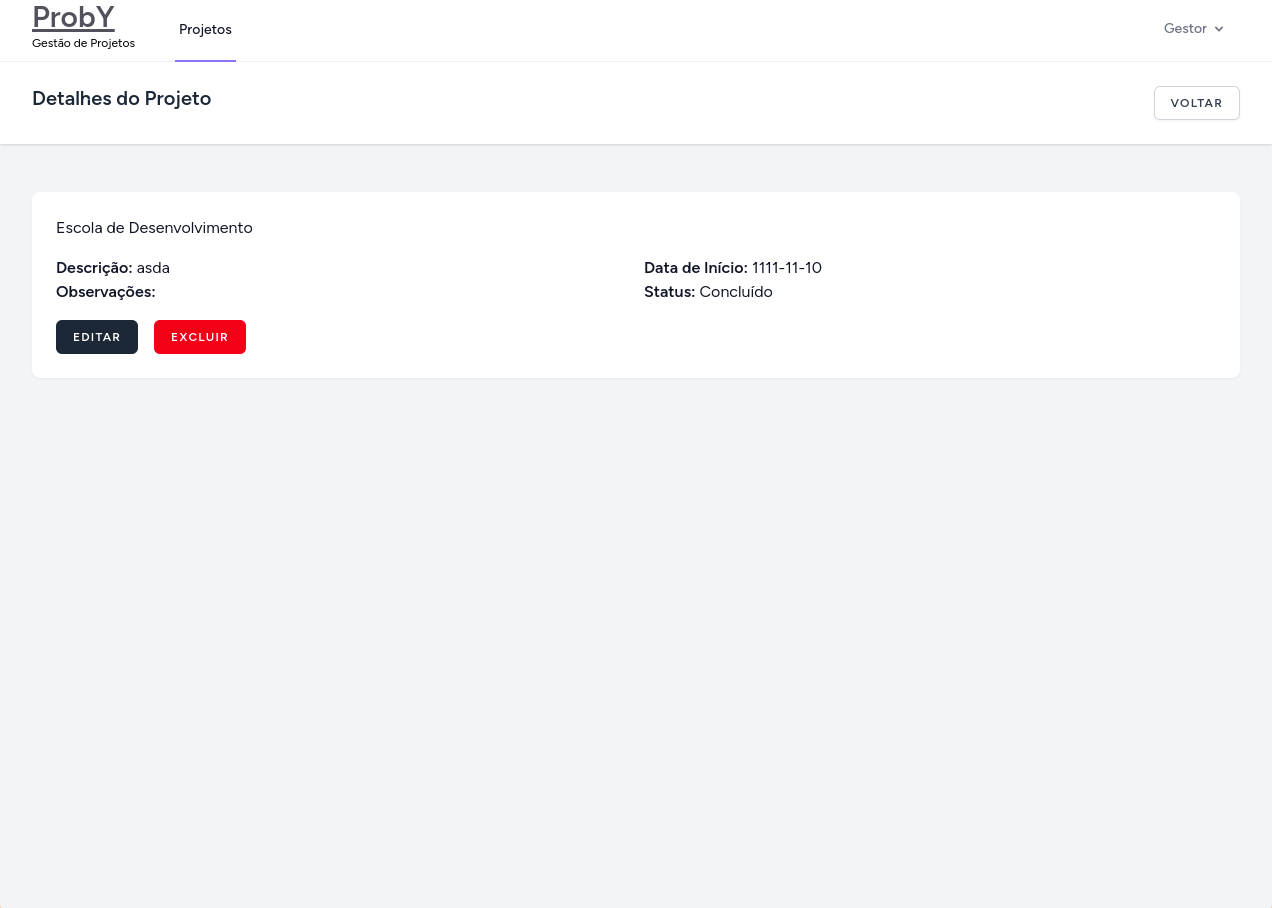 ProbY
Gestão de Projetos
Projetos
Gestor
Detalhes do Projeto
VOLTAR
Escola de Desenvolvimento
Descrição: asda
Observações:
Data de Início: 1111-11-10
Status: Concluído
EDITAR
EXCLUIR